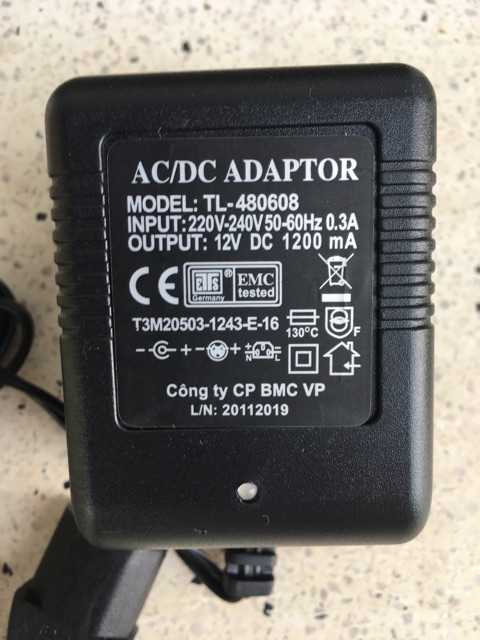 AC/DC ADAPTOR
MODEL: TL-480608
INPUT: 220V-240V 50-60Hz 0.3A
OUTPUT: 12V DC 1200 mA
CE ETS ® Germany EMC tested
T3M20503-1243-E-16
130°C F
- + - + + N - L
Công ty CP BMC VP
L/N: 20112019